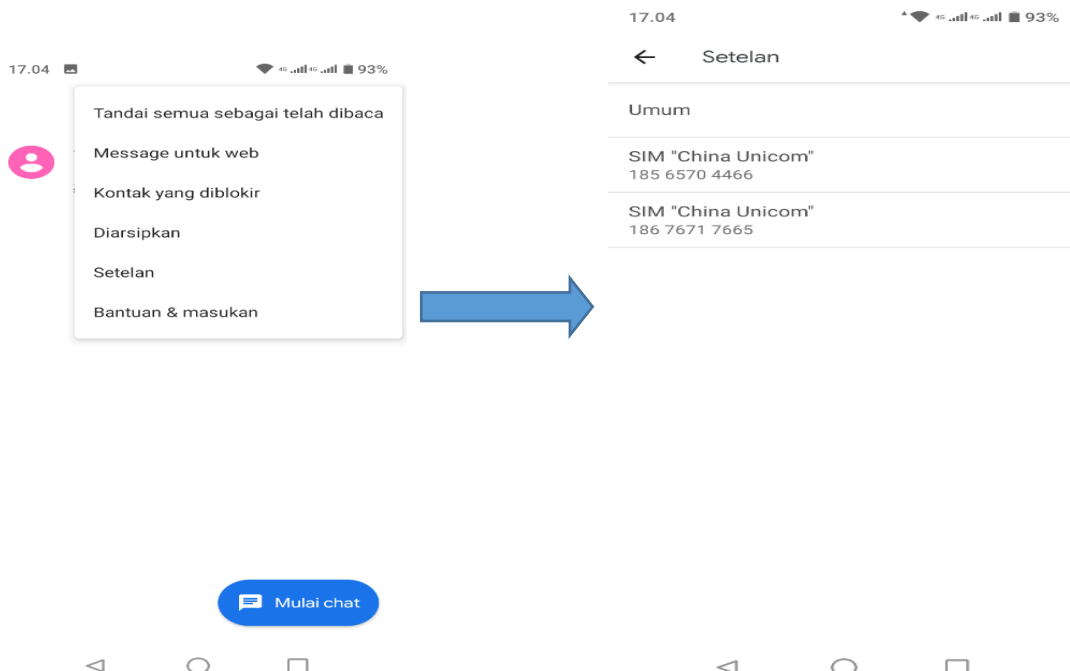 17.04
4G 4G 93%
Tandai semua sebagai telah dibaca
Message untuk web
Kontak yang diblokir
Diarsipkan
Setelan
Bantuan & masukan
Mulai chat
17.04
4G 4G 93%
Setelan
Umum
SIM "China Unicom"
185 6570 4466
SIM "China Unicom"
186 7671 7665